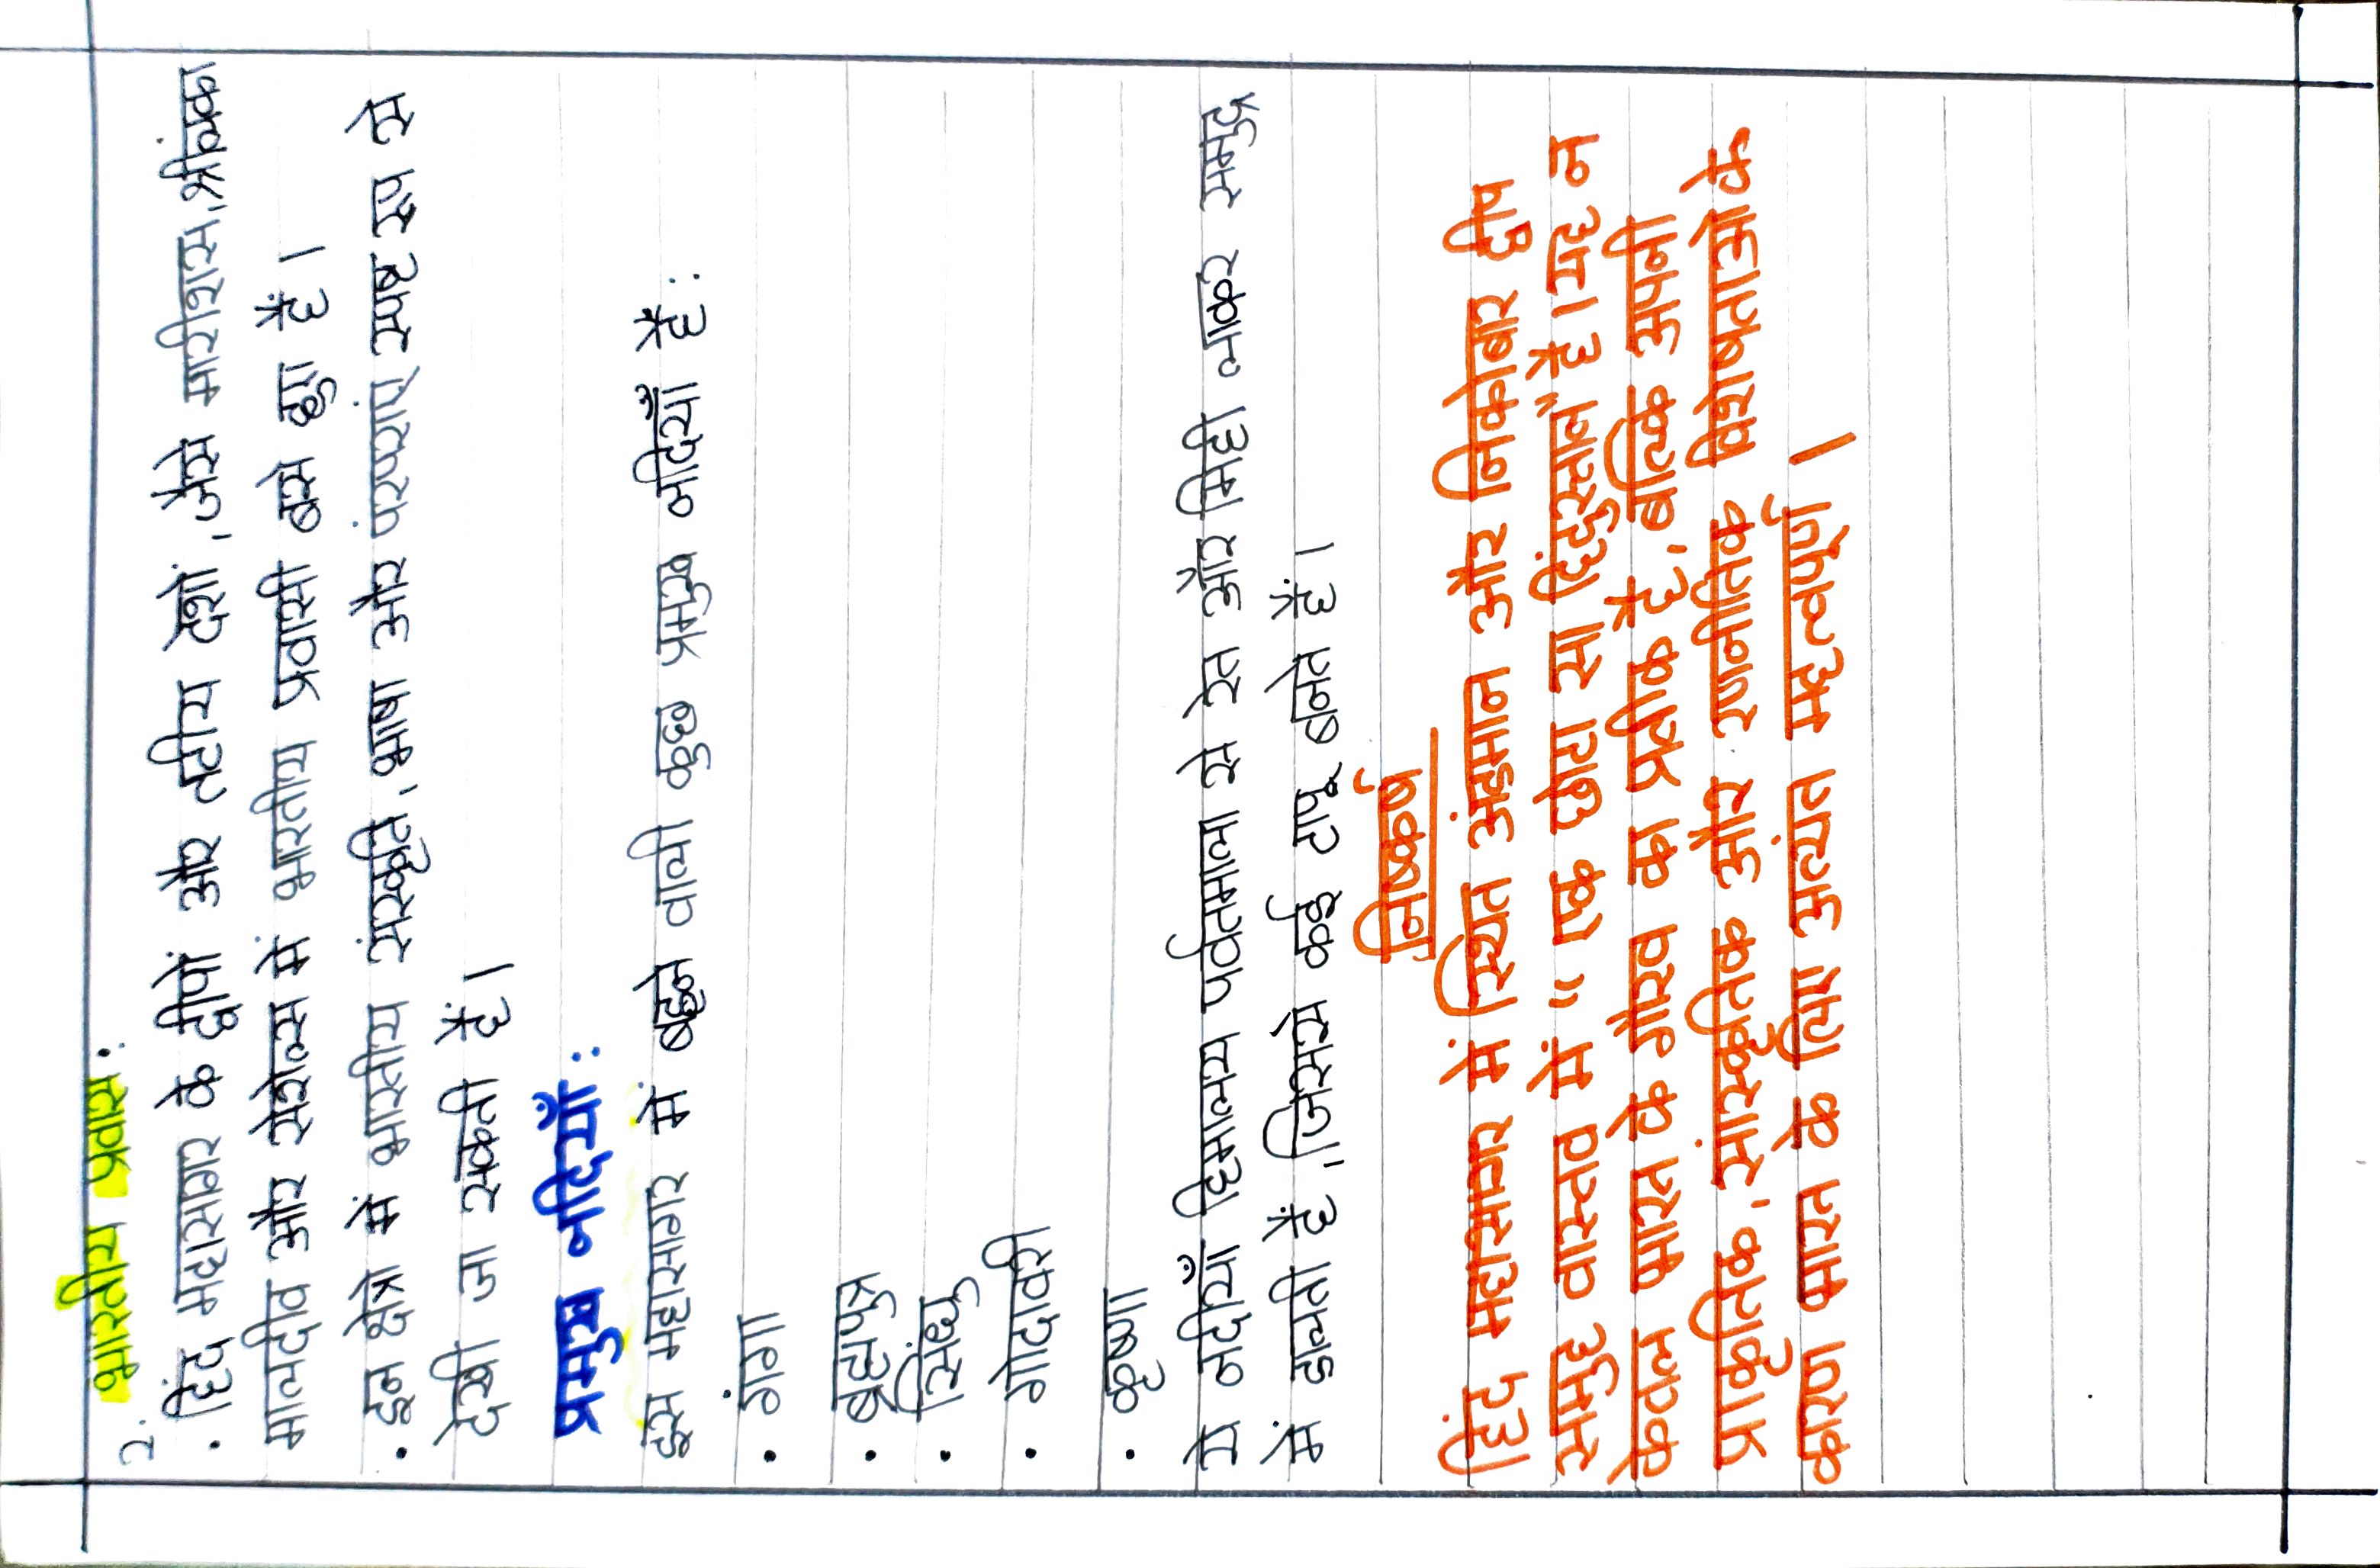 2. भारतीय प्रवास:
. हिंद महासागर के द्वीपों और तटीय देशों, जैसे मारीशस, श्रीलंका
मालदीव और सेशेल्स में भारतीय प्रवासी बसे हुए हैं।
. इन क्षेत्रो में भारतीय संस्कृति, भाषा और पंरपराएं स्पष्ट रूप से
देखी जा सकती हैं।
प्रमुख नदियाँ:
इस महासागर में बहने वाली कुछ प्रमुख नदियाँ हैं:
. गंगा
. ब्रह्मपुत्र
. सिंधु
. गोदावरी
. कृष्णा
ये नदीयाँ हिमालय पर्वतमाला से रेत और मिट्टी लाकर समुद्र
में डालती हैं, जिससे कई टापू बनते हैं।
निष्कर्ष
हिंद महासागर में स्थित अंडमान और निकोबार द्वीप
समुह वास्तव में " एक छोटा सा हिंदुस्तान" है। यह न
केवल भारत के गौरव का प्रतीक है, बल्कि अपनी
प्राकृतिक, सांस्कृतिक और रणनीतिक विशेषताओ के
कारण भारत के लिए अत्यंत महत्वपूर्ण।